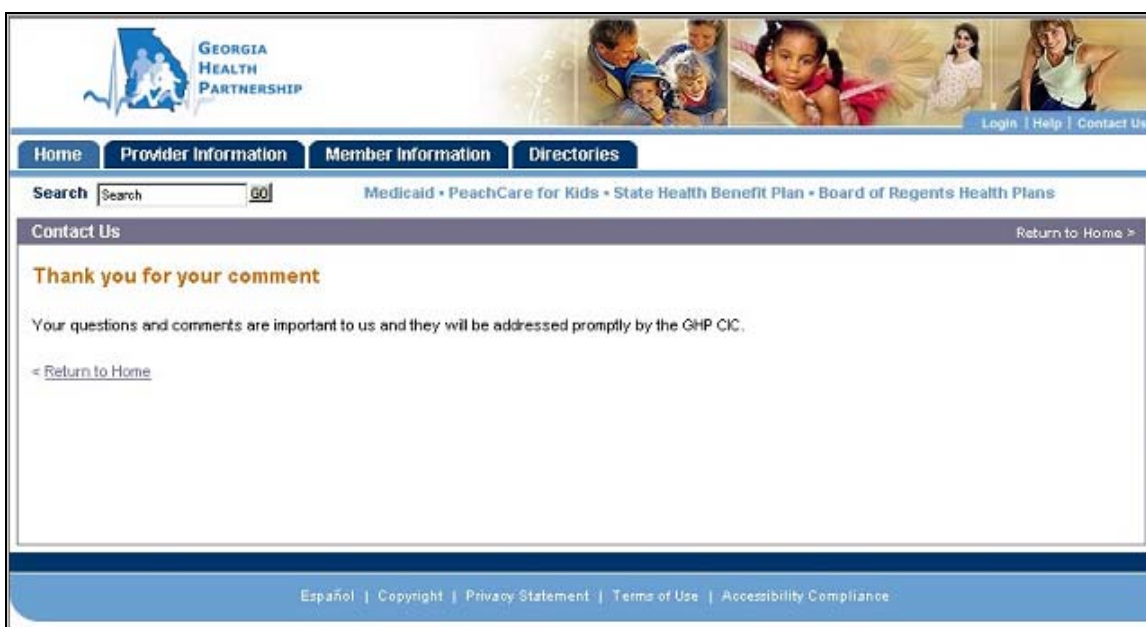 GEORGIA
HEALTH
PARTNERSHIP
Login | Help | Contact Us
Home Provider Information Member Information Directories
Search Search GO Medicaid • PeachCare for Kids • State Health Benefit Plan • Board of Regents Health Plans
Contact Us Return to Home >
Thank you for your comment
Your questions and comments are important to us and they will be addressed promptly by the GHP CIC.
< Return to Home
Español | Copyright | Privacy Statement | Terms of Use | Accessibility Compliance